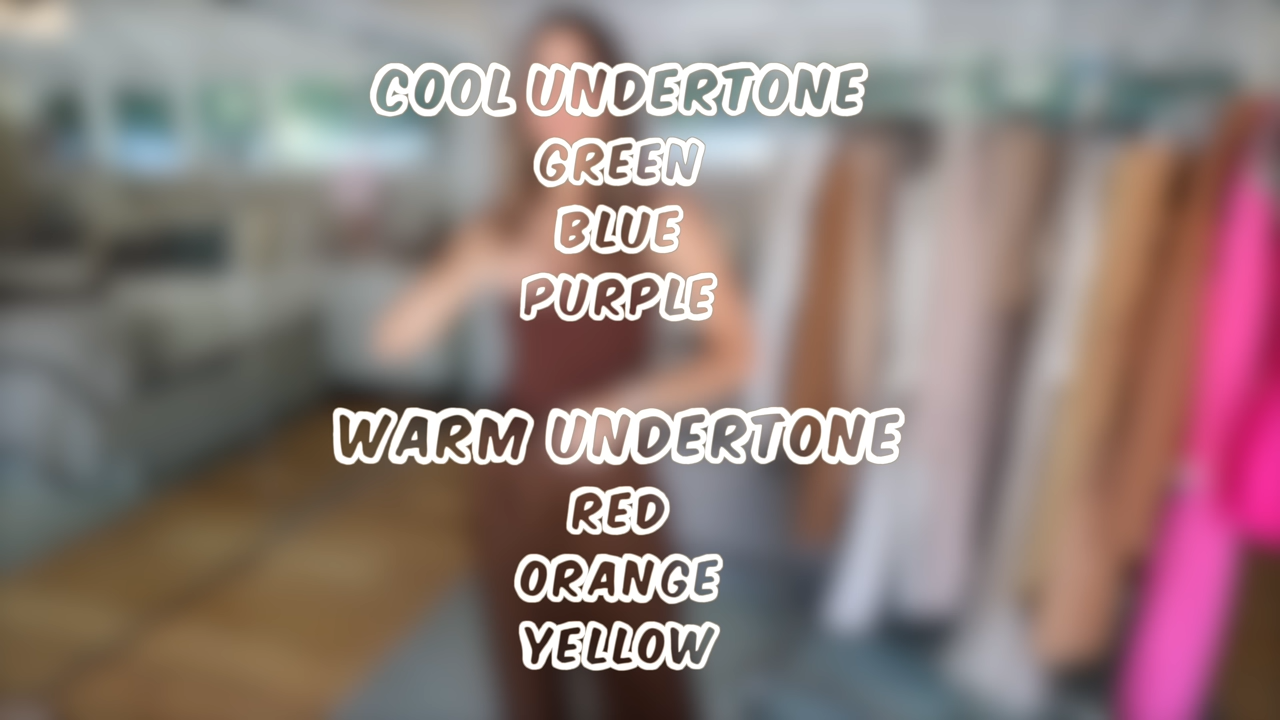 COOL UNDERTONE
GREEN
BLUE
PURPLE
WARM UNDERTONE
RED
ORANGE
YELLOW